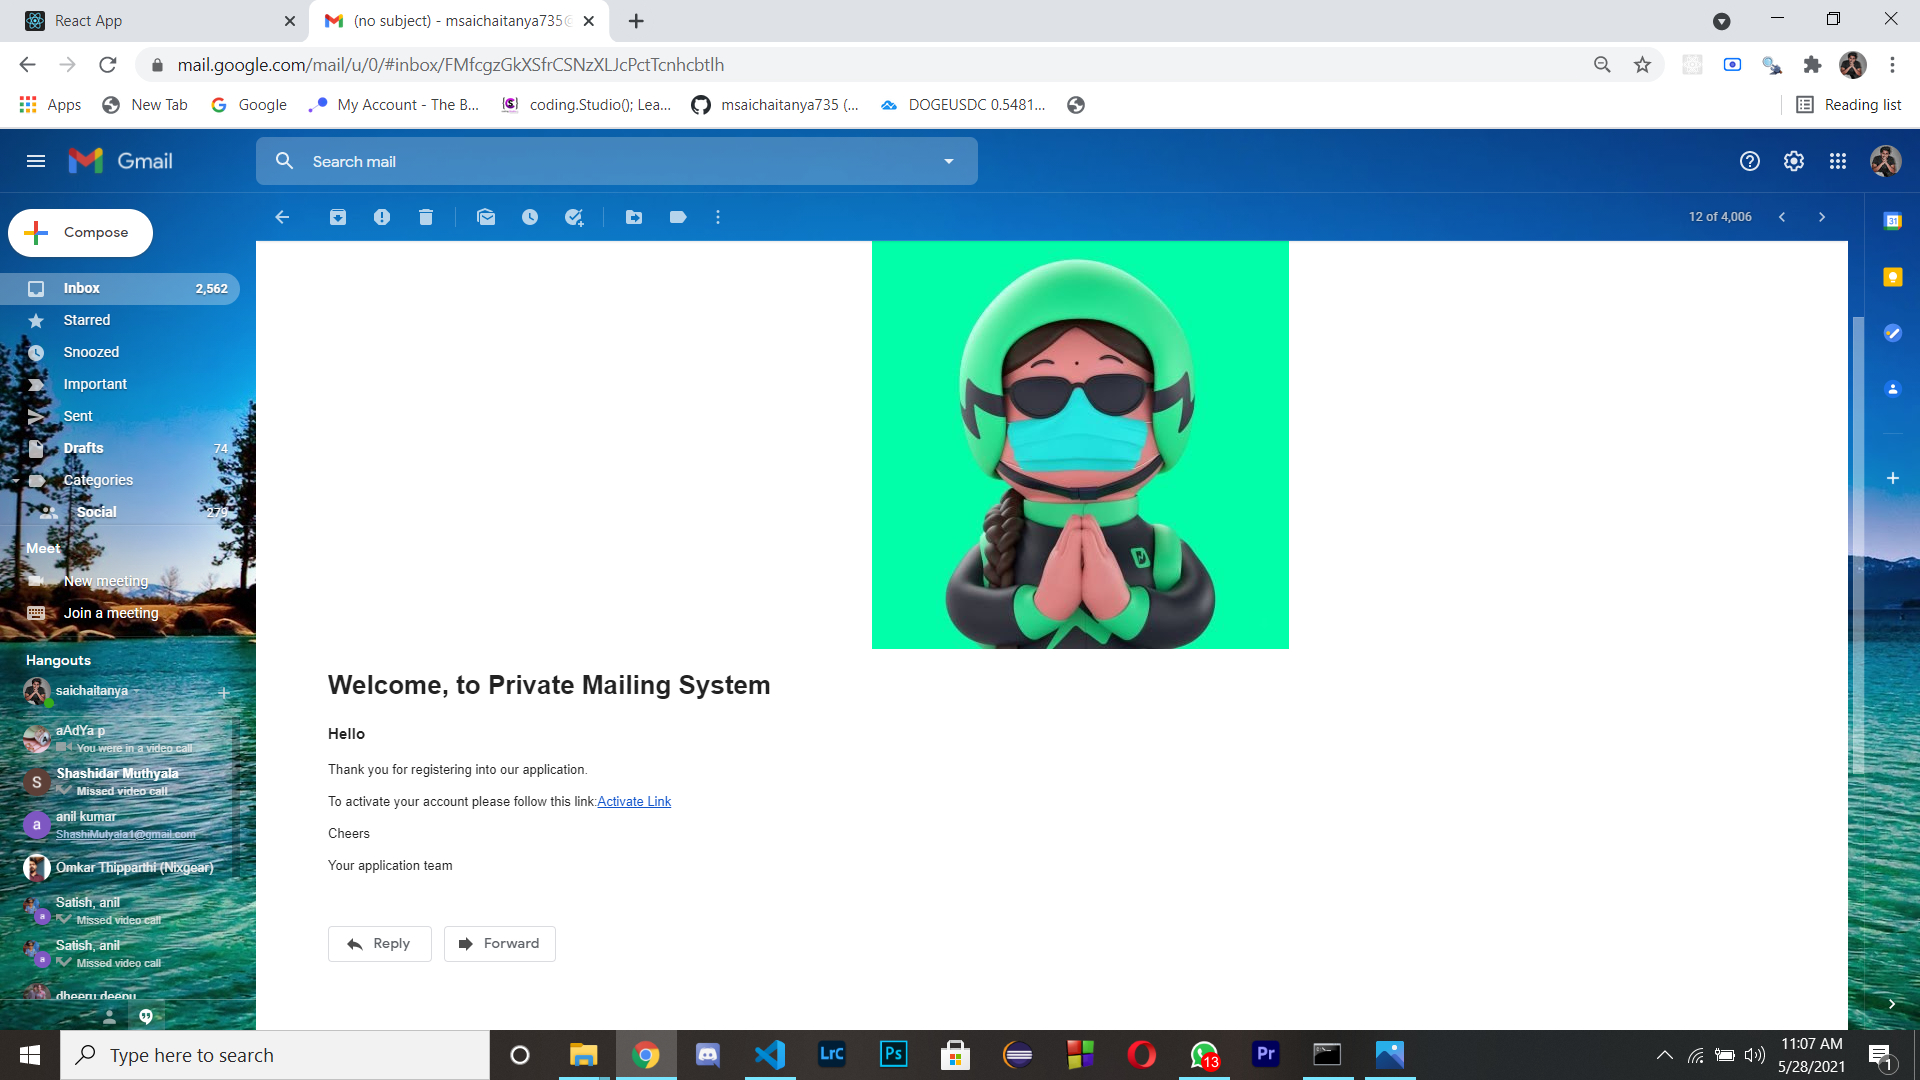 React App
(no subject) - msaichaitanya735@
mail.google.com/mail/u/0/#inbox/FMfcgzGkXSfrCSNzXLJcPctTcnhcbtlh
Apps
New Tab
Google
My Account - The B...
coding.Studio(); Lea...
msaichaitanya735 (...
DOGEUSDC 0.5481...
Reading list
Gmail
Search mail
Compose
12 of 4,006
Inbox 2,562
Starred
Snoozed
Important
Sent
Drafts 74
Categories
Social 279
Meet
New meeting
Join a meeting
Hangouts
saichaitanya
aAdYa p
You were in a video call
S
Shashidar Muthyala
Missed video call
a
anil kumar
ShashiMutyala1@gmail.com
Omkar Thipparthi (Nixgear)
Satish, anil
a
Missed video call
Satish, anil
a
Missed video call
dheeru deepu
31
Welcome, to Private Mailing System
Hello
Thank you for registering into our application.
To activate your account please follow this link:Activate Link
Cheers
Your application team
Reply
Forward
Type here to search
LrC
Ps
13
Pr
11:07 AM
5/28/2021
1